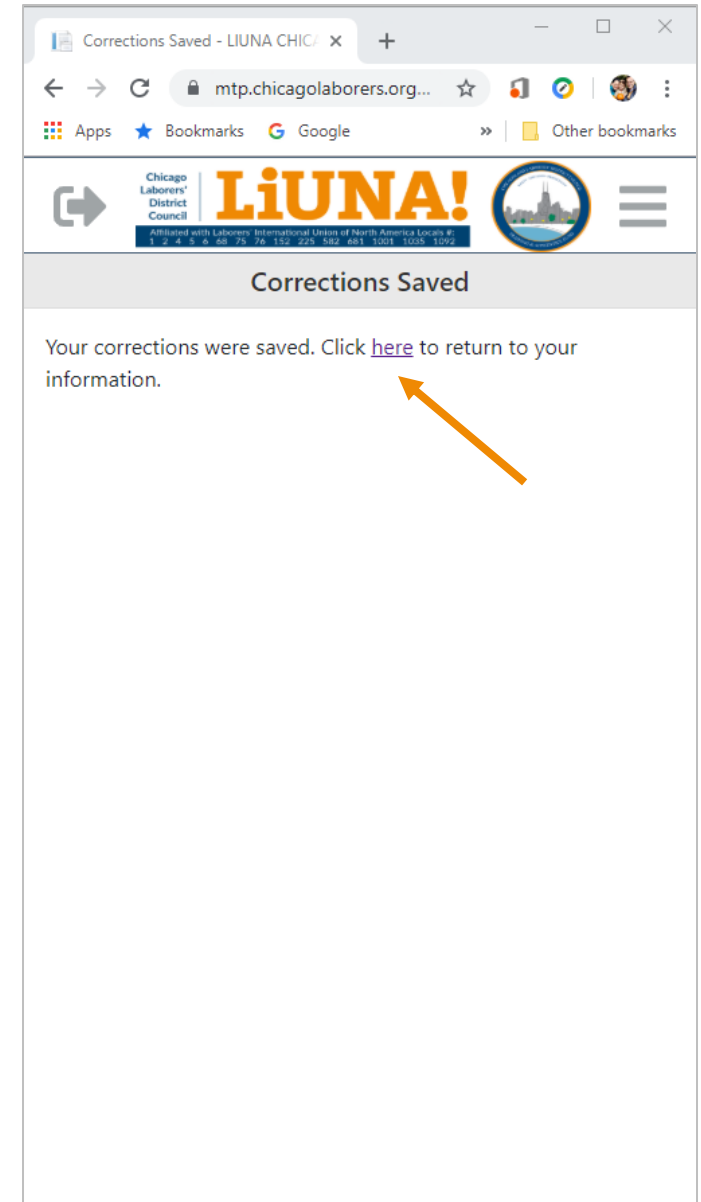 Corrections Saved - LIUNA CHICA
mtp.chicagolaborers.org...
Apps Bookmarks Google » Other bookmarks
Chicago
Laborers'
District
Council
LiUNA!
Affiliated with Laborers' International Union of North America Locals #:
1 2 4 5 6 68 75 76 152 225 582 681 1001 1035 1092
Corrections Saved
Your corrections were saved. Click here to return to your
information.